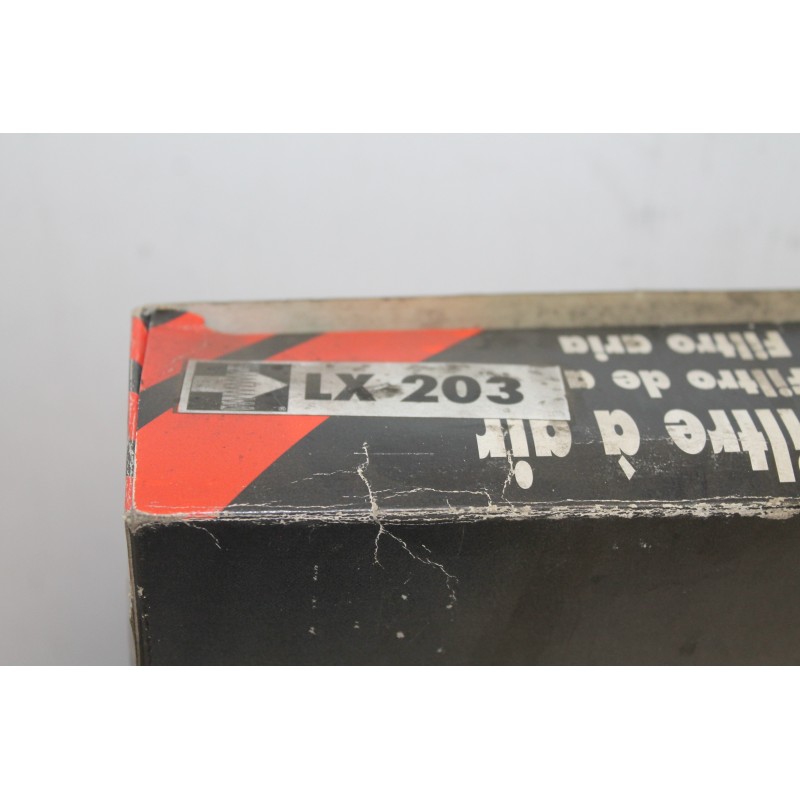 LX-203
Filtre à air
Filtro de a
Filtro aria